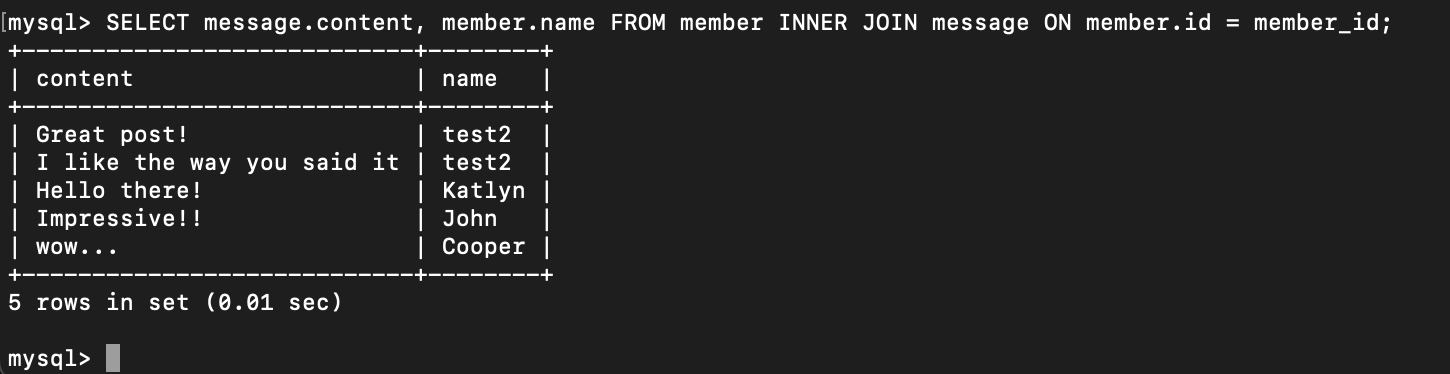 [mysql> SELECT message.content, member.name FROM member INNER JOIN message ON member.id = member_id;
+----------------------------+--------+
| content                    | name   |
+----------------------------+--------+
| Great post!                | test2  |
| I like the way you said it | test2  |
| Hello there!               | Katlyn |
| Impressive!!               | John   |
| wow...                     | Cooper |
+----------------------------+--------+
5 rows in set (0.01 sec)
mysql>